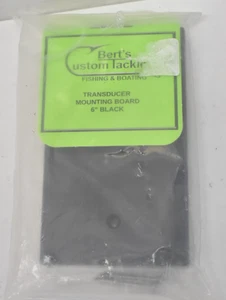 Bert's
Custom Tackle
FISHING & BOATING
TRANSDUCER
MOUNTING BOARD
6" BLACK